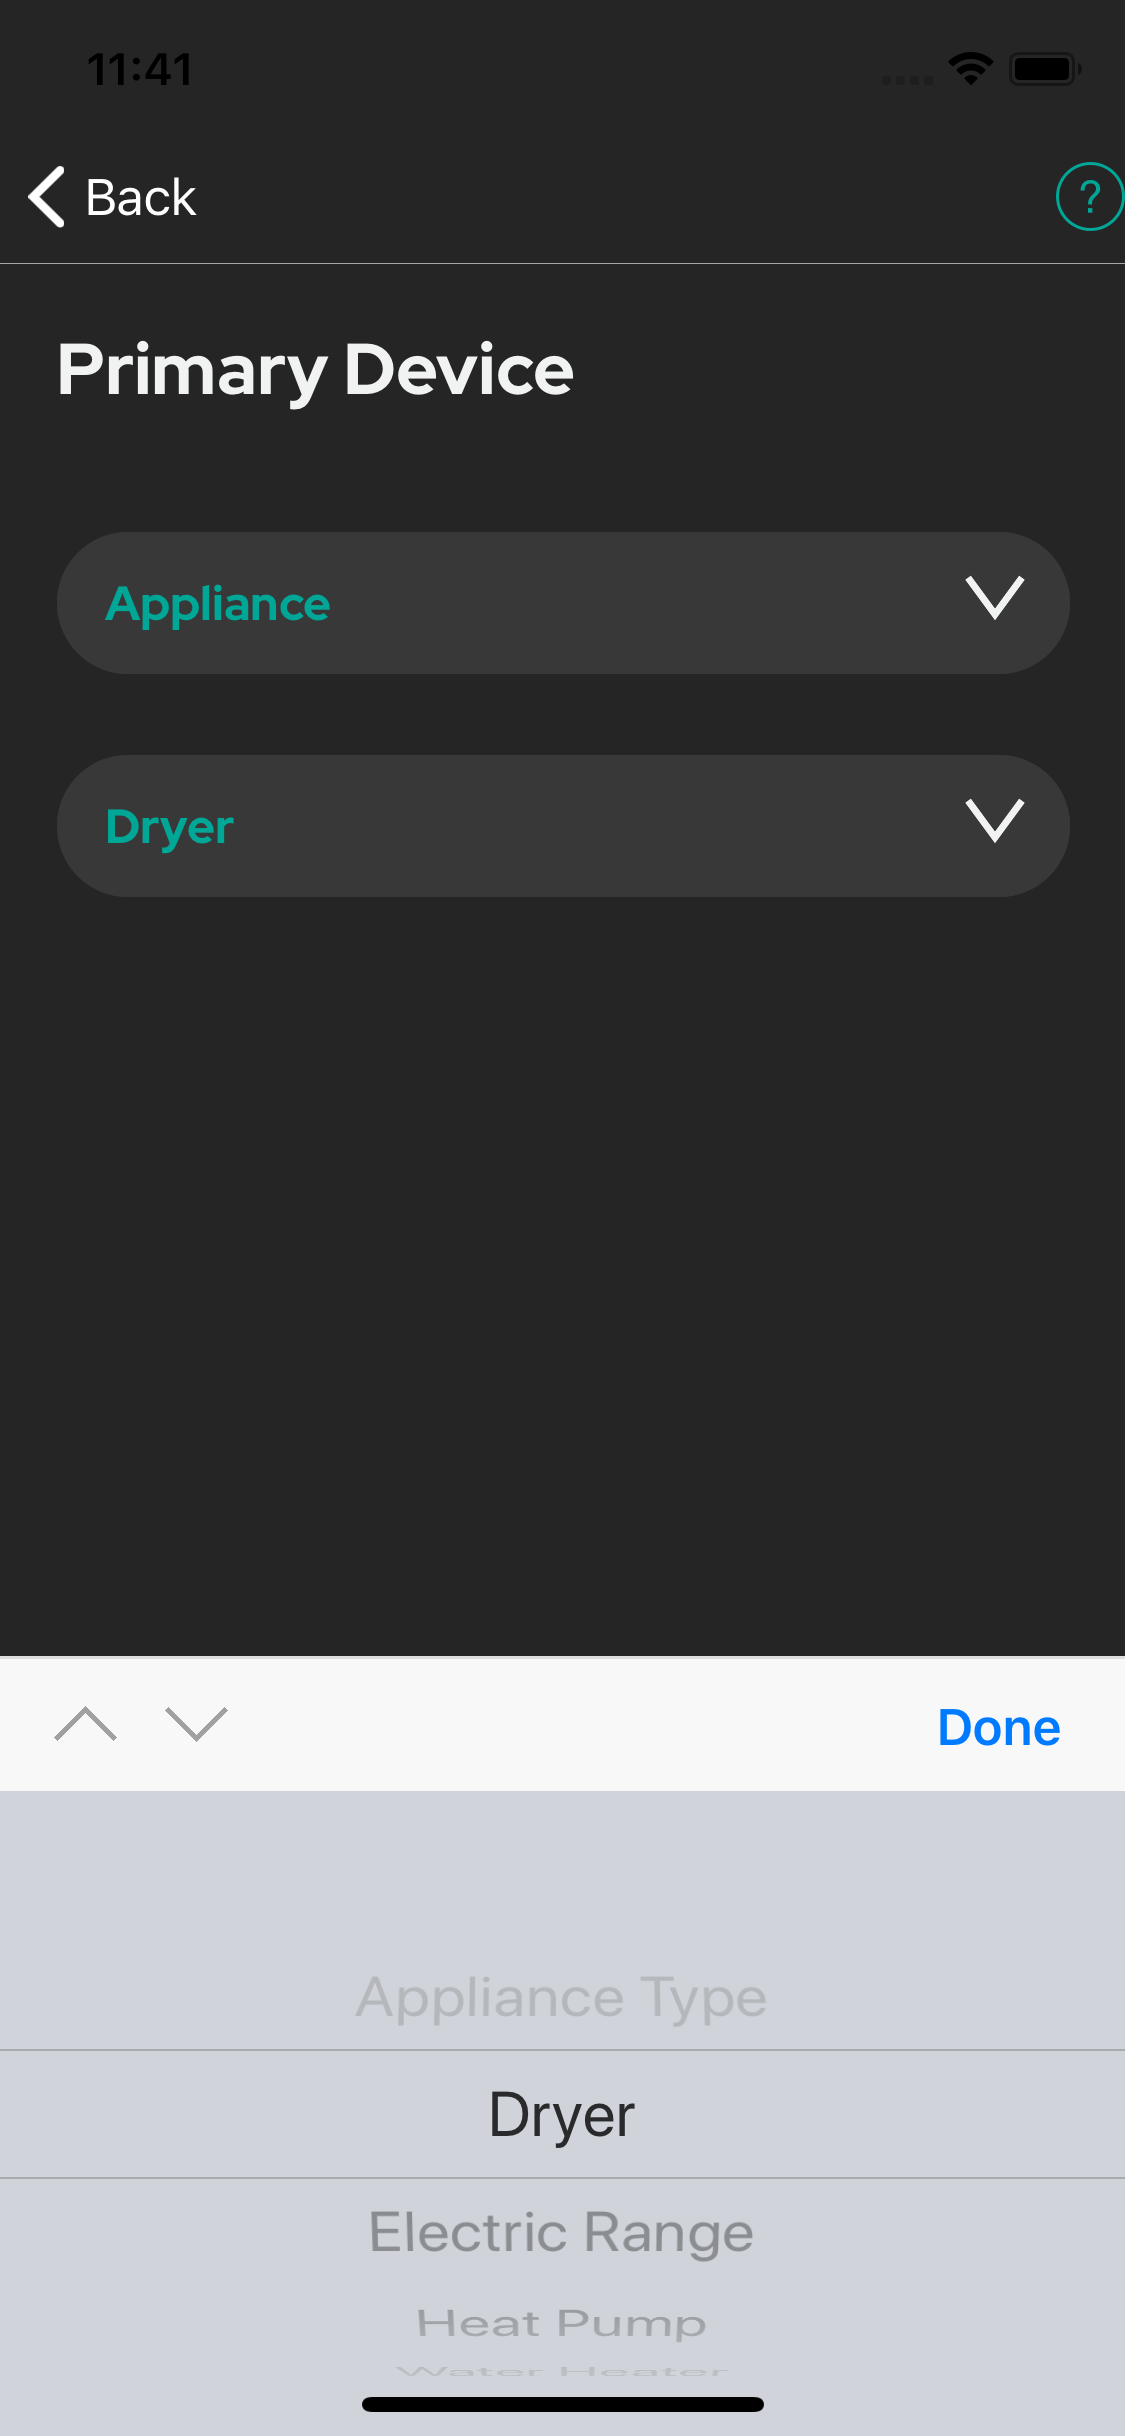 11:41
Back
?
Primary Device
Appliance
Dryer
Done
Appliance Type
Dryer
Electric Range
Heat Pump
Water Heater